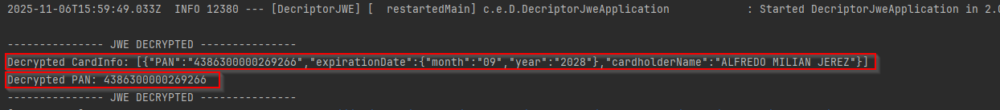 2025-11-06T15:59:49.033Z  INFO 12380 --- [DecriptorJWE] [  restartedMain] c.e.D.DecriptorJweApplication            : Started DecriptorJweApplication in 2.0
--------------- JWE DECRYPTED ---------------
Decrypted CardInfo: [{"PAN":"4386300000269266","expirationDate":{"month":"09","year":"2028"},"cardholderName":"ALFREDO MILIAN JEREZ"}]
Decrypted PAN: 4386300000269266
--------------- JWE DECRYPTED ---------------